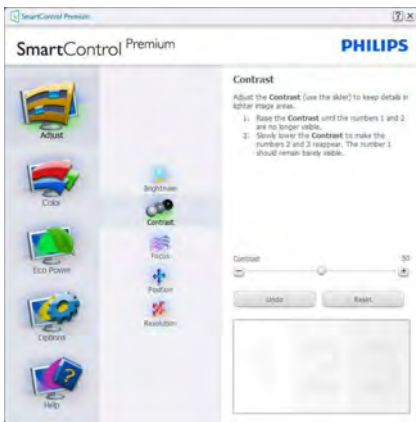 SmartControl Premium
SmartControl Premium
PHILIPS
Adjust
Color
Eco Power
Options
Help
Brightness
Contrast
Focus
Position
Resolution
Contrast
Adjust the Contrast (use the slider) to keep details in
lighter image areas.
1. Raise the Contrast until the numbers 1 and 2
are no longer visible.
2. Slowly lower the Contrast to make the
numbers 2 and 3 reappear. The number 1
should remain barely visible.
Contrast 50
Undo Reset
1 2 3